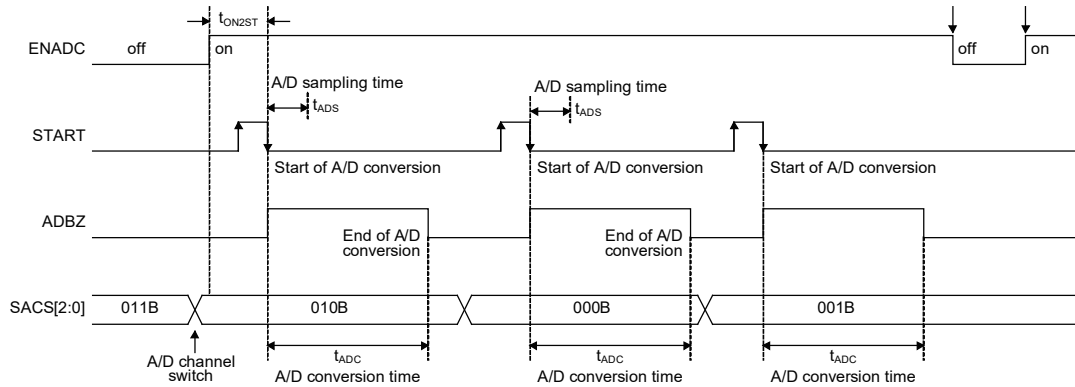 tON2ST
ENADC
off
on
off
on
A/D sampling time
tADS
A/D sampling time
tADS
START
Start of A/D conversion
Start of A/D conversion
Start of A/D conversion
ADBZ
End of A/D
conversion
End of A/D
conversion
SACS[2:0]
011B
010B
000B
001B
A/D channel
switch
tADC
A/D conversion time
tADC
A/D conversion time
tADC
A/D conversion time